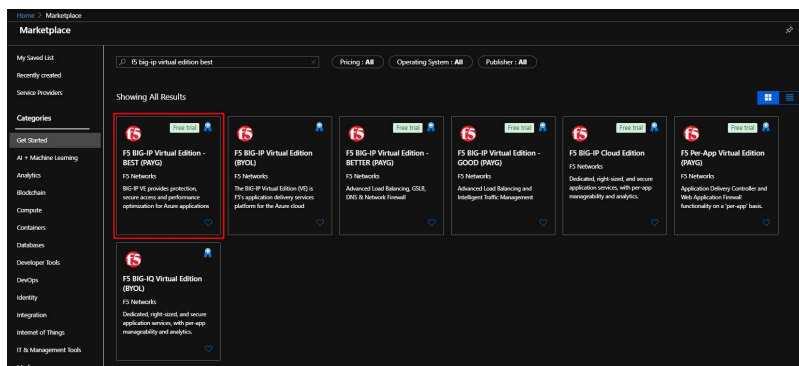 Home > Marketplace
Marketplace
My Saved List
Recently created
Service Providers
Categories
Get Started
AI + Machine Learning
Analytics
Blockchain
Compute
Containers
Databases
Developer Tools
DevOps
Identity
Integration
Internet of Things
IT & Management Tools
f5 big-ip virtual edition best
Pricing : All
Operating System : All
Publisher : All
Showing All Results
f5
Free trial
F5 BIG-IP Virtual Edition -
BEST (PAYG)
F5 Networks
BIG-IP VE provides protection,
secure access and performance
optimization for Azure applications
f5
F5 BIG-IP Virtual Edition
(BYOL)
F5 Networks
The BIG-IP Virtual Edition (VE) is
F5's application delivery services
platform for the Azure cloud
f5
Free trial
F5 BIG-IP Virtual Edition -
BETTER (PAYG)
F5 Networks
Advanced Load Balancing, GSLB,
DNS & Network Firewall
f5
Free trial
F5 BIG-IP Virtual Edition -
GOOD (PAYG)
F5 Networks
Advanced Load Balancing and
Intelligent Traffic Management
f5
Free trial
F5 BIG-IP Cloud Edition
F5 Networks
Dedicated, right-sized, and secure
application services, with per-app
manageability and analytics.
f5
Free trial
F5 Per-App Virtual Edition
(PAYG)
F5 Networks
Application Delivery Controller and
Web Application Firewall
functionality on a 'per-app' basis.
f5
F5 BIG-IQ Virtual Edition
(BYOL)
F5 Networks
Dedicated, right-sized, and secure
application services, with per-app
manageability and analytics.